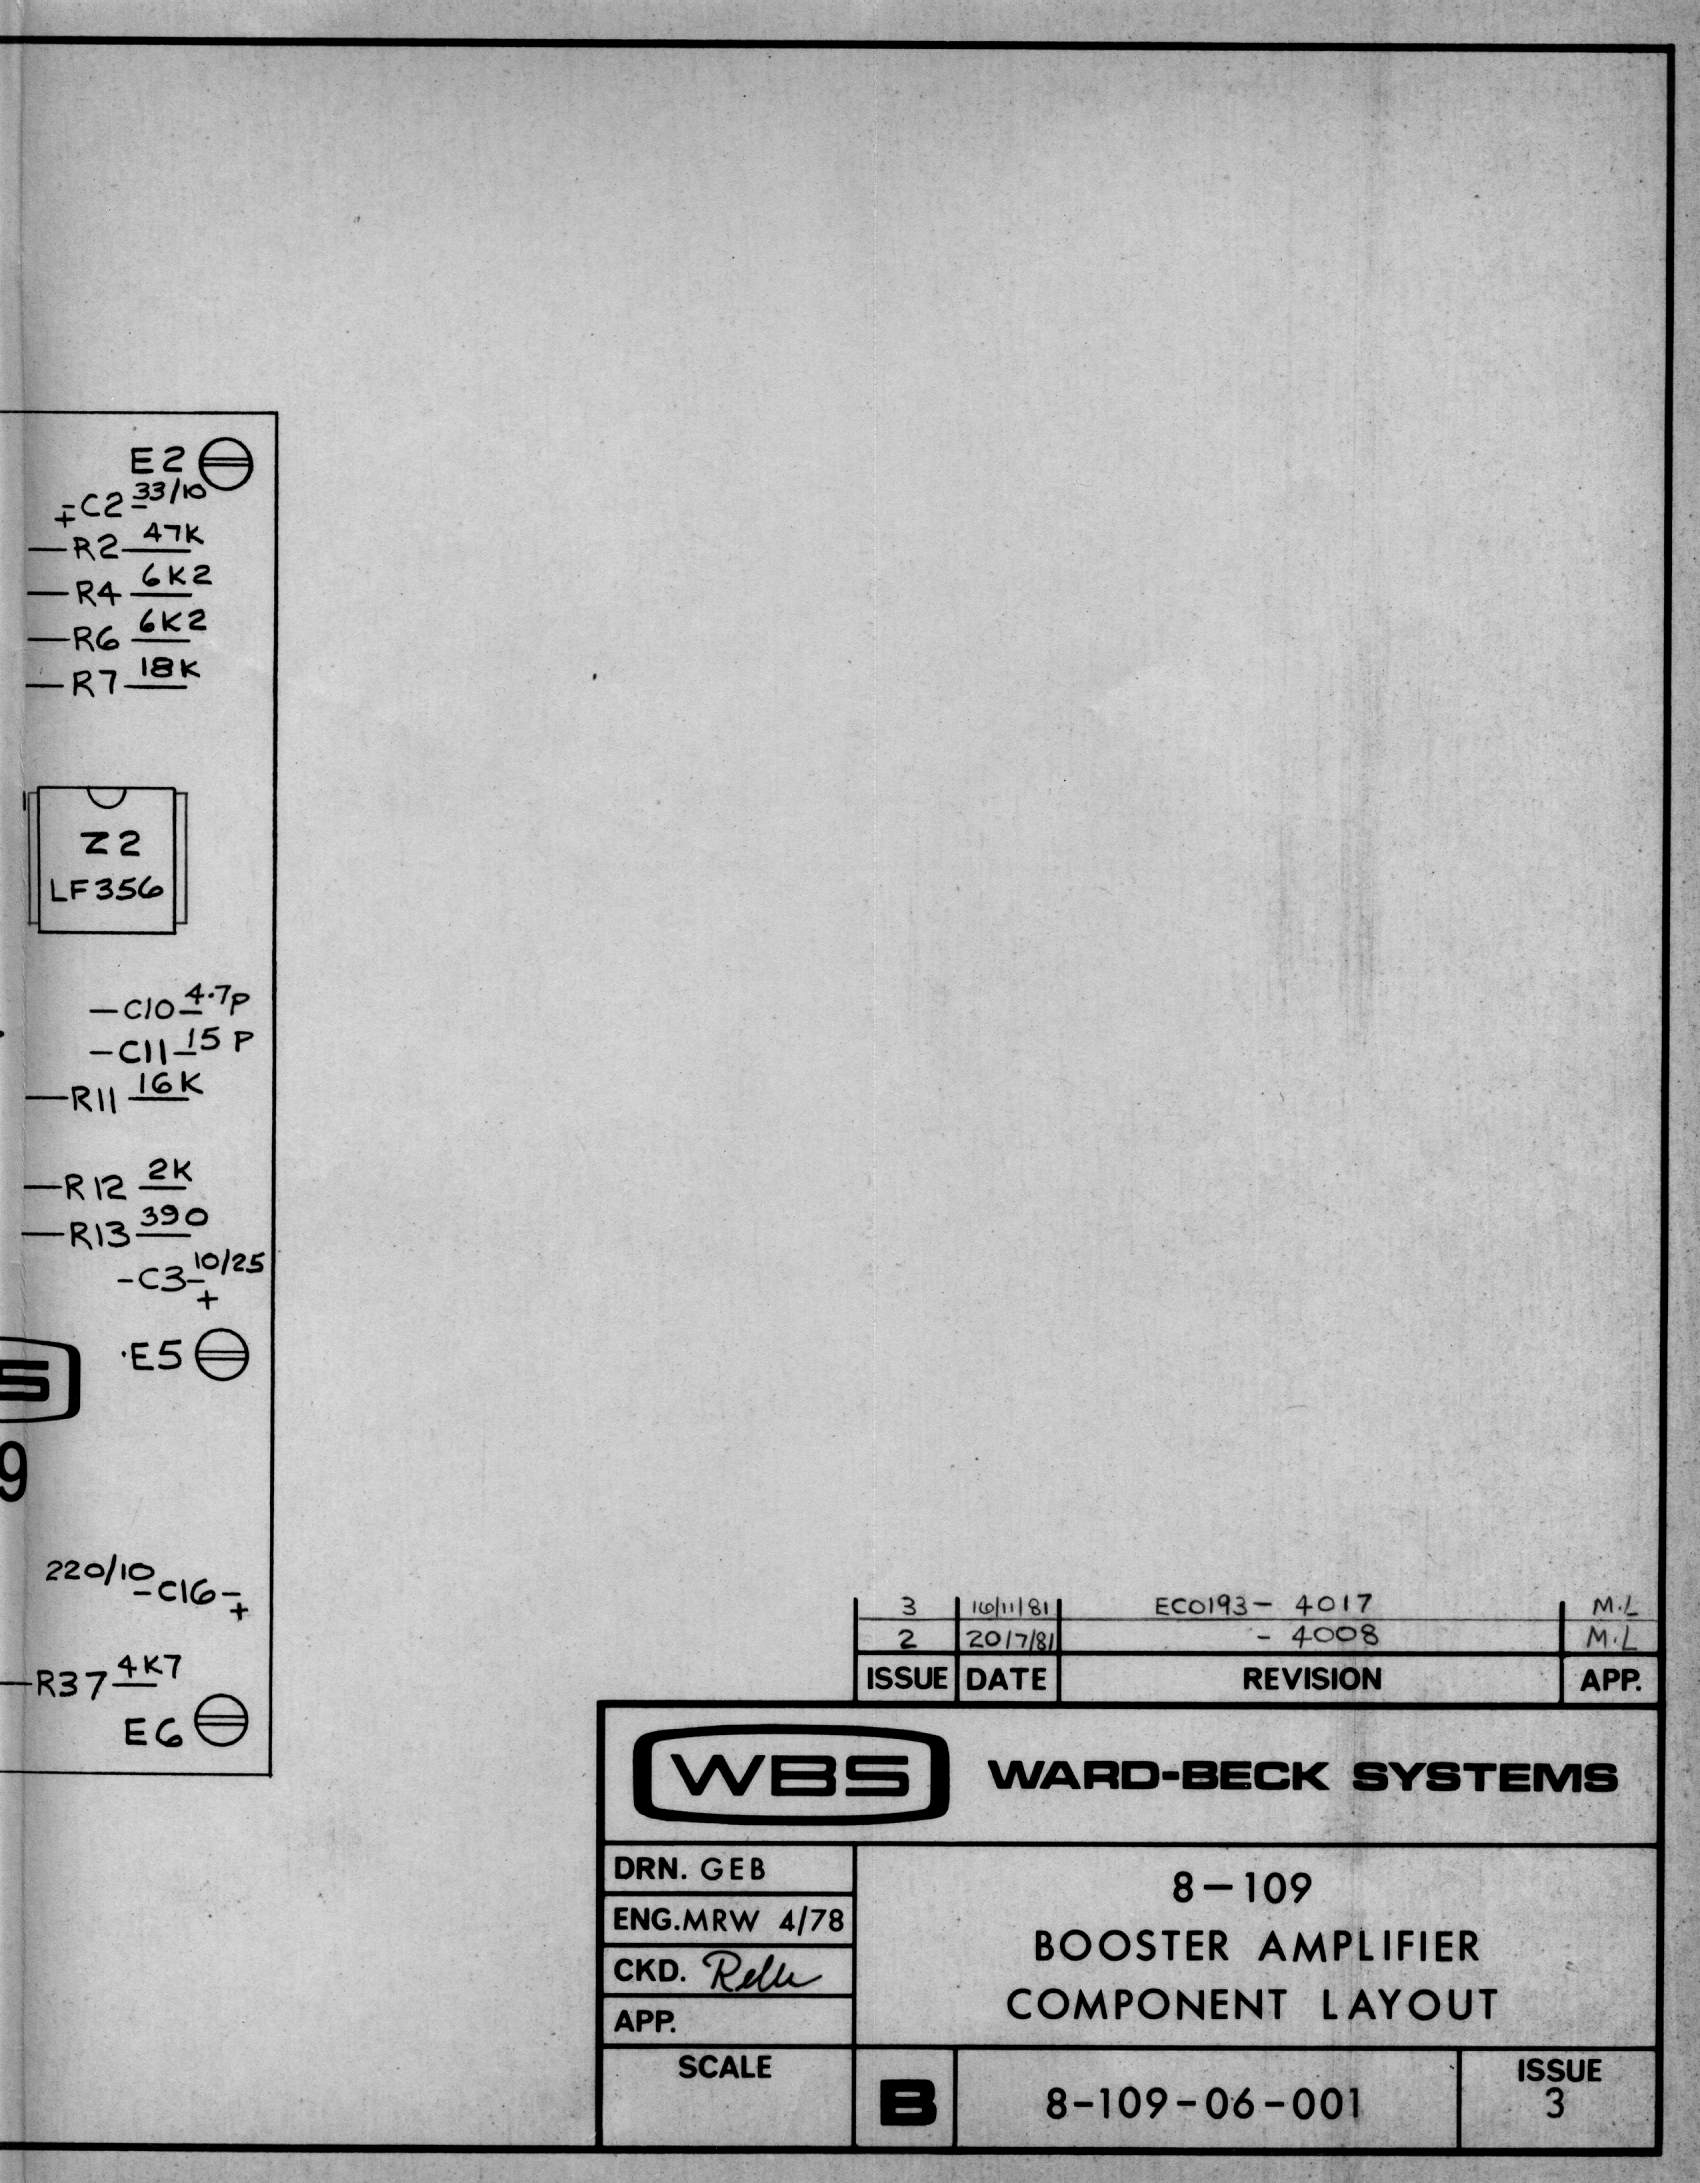 E2
+ C2 33/10
R2 47K
R4 6K2
R6 6K2
R7 18K
Z2
LF356
C10 4.7P
C11 15P
R11 16K
R12 2K
R13 390
C3 10/25
+
E5
S
9
220/10 C16
+
R37 4K7
E6
3 16/11/81 ECO193- 4017 M.L
2 20/7/81 - 4008 M.L
ISSUE DATE REVISION APP.
WBS WARD-BECK SYSTEMS
DRN. GEB
ENG. MRW 4/78
CKD.
APP.
SCALE
8-109
BOOSTER AMPLIFIER
COMPONENT LAYOUT
B 8-109-06-001
ISSUE
3